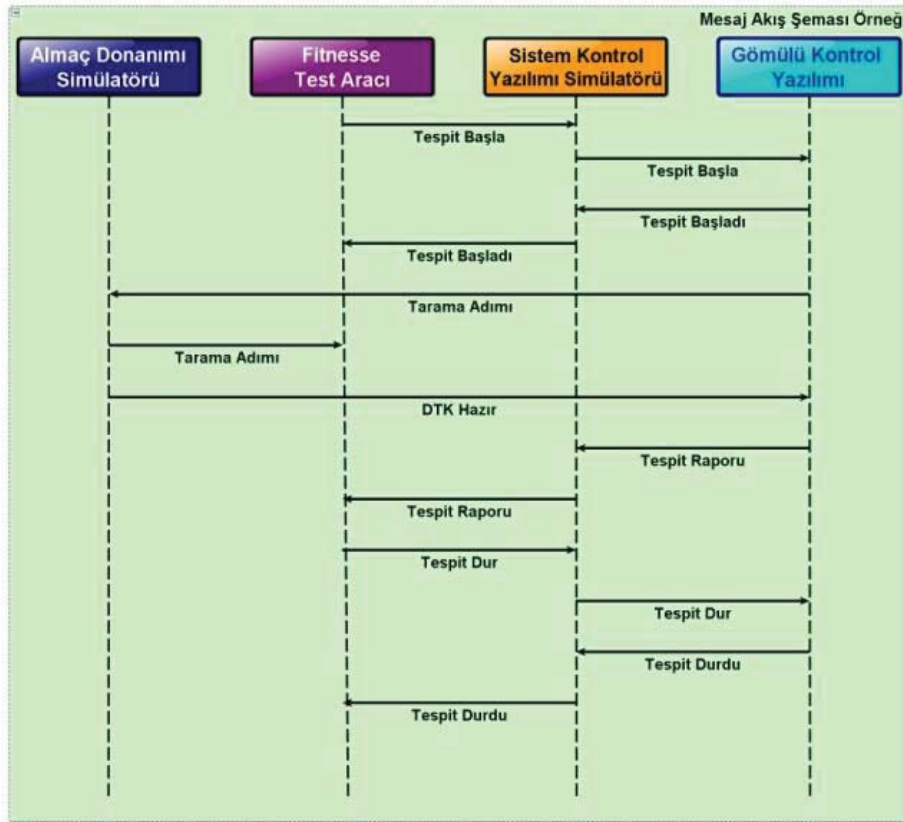 Mesaj Akış Şeması Örneğ
Almaç Donanımı
Simülatörü
Fitnesse
Test Aracı
Sistem Kontrol
Yazılımı Simülatörü
Gömülü Kontrol
Yazılımı
Tespit Başla
Tespit Başla
Tespit Başladı
Tespit Başladı
Tarama Adımı
Tarama Adımı
DTK Hazır
Tespit Raporu
Tespit Raporu
Tespit Dur
Tespit Dur
Tespit Durdu
Tespit Durdu